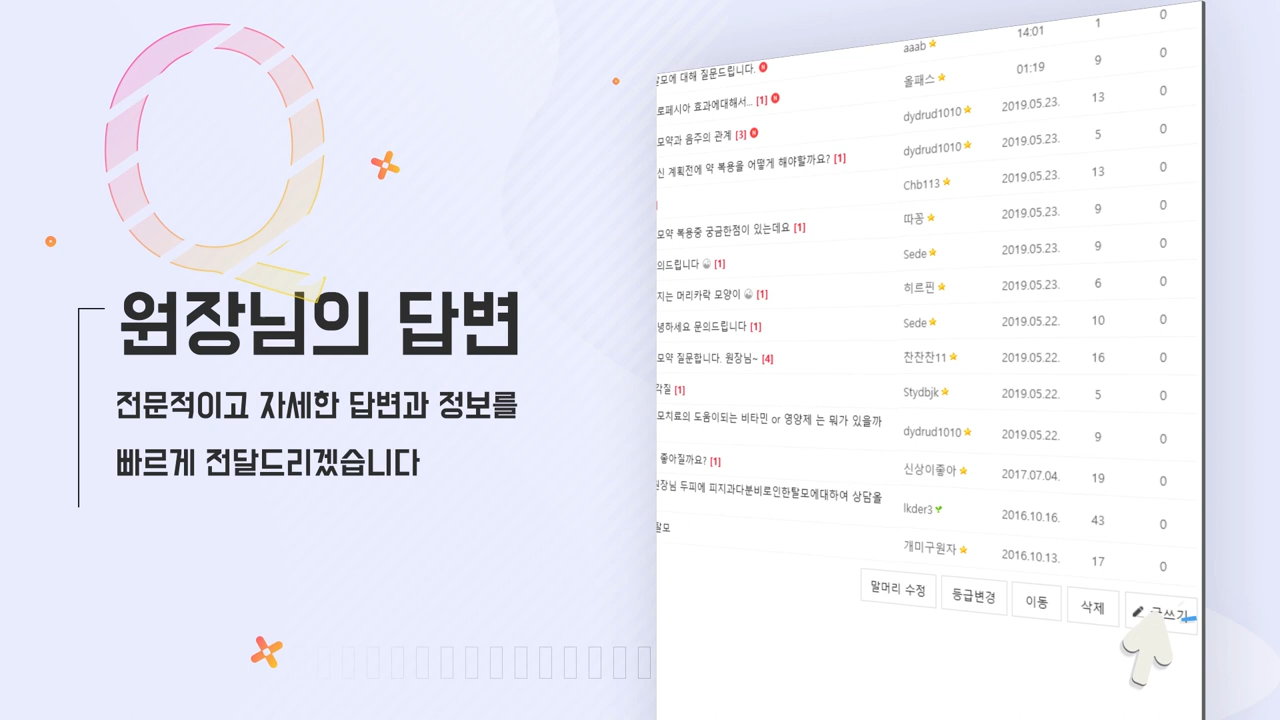 Q
원장님의 답변
전문적이고 자세한 답변과 정보를
빠르게 전달드리겠습니다
aaab 14:01 1 0
모에 대해 질문드립니다. 올패스 01:19 9 0
로페시아 효과에대해서... [1] dydrud1010 2019.05.23. 13 0
모약과 음주의 관계 [3] dydrud1010 2019.05.23. 5 0
신 계획전에 약 복용을 어떻게 해야할까요? [1] Chb113 2019.05.23. 13 0
따꽁 2019.05.23. 9 0
모약 복용중 궁금한점이 있는데요 [1] Sede 2019.05.23. 9 0
의드립니다 [1] 히르핀 2019.05.23. 6 0
지는 머리카락 모양이 [1] Sede 2019.05.22. 10 0
녕하세요 문의드립니다 [1] 찬찬찬11 2019.05.22. 16 0
모약 질문합니다. 원장님~ [4] Stydbjk 2019.05.22. 5 0
각질 [1] dydrud1010 2019.05.22. 9 0
모치료의 도움이되는 비타민 or 영양제 는 뭐가 있을까
좋아질까요? [1] 신상이좋아 2017.07.04. 19 0
원장님 두피에 피지과다분비로인한탈모에대하여 상담을 lkder3 2016.10.16. 43 0
탈모 개미구원자 2016.10.13. 17 0
말머리 수정 등급변경 이동 삭제 글쓰기